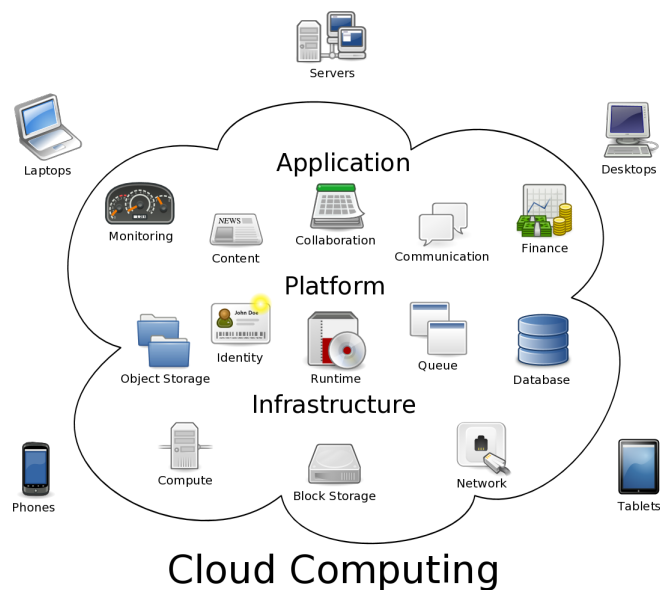 Servers
Laptops
Desktops
Application
Monitoring
Content
NEWS
Collaboration
Communication
Finance
Platform
Object Storage
John Doe
Identity
Runtime
Queue
Database
Infrastructure
Compute
Block Storage
Network
Phones
Tablets
Cloud Computing